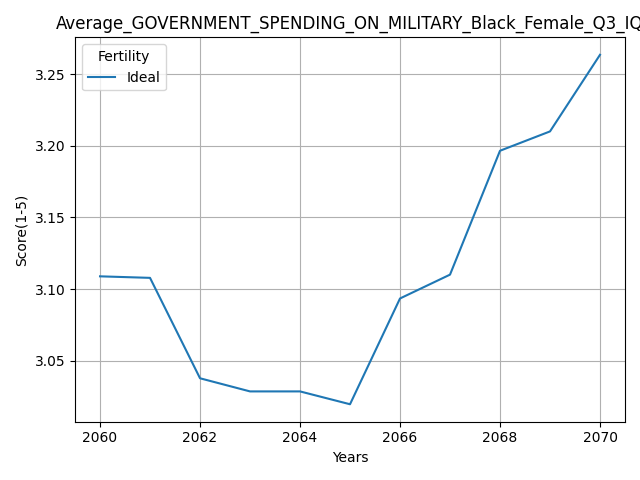 Average_GOVERNMENT_SPENDING_ON_MILITARY_Black_Female_Q3_IQ
Fertility
Ideal
3.25
3.20
3.15
3.10
3.05
Score(1-5)
2060 2062 2064 2066 2068 2070
Years